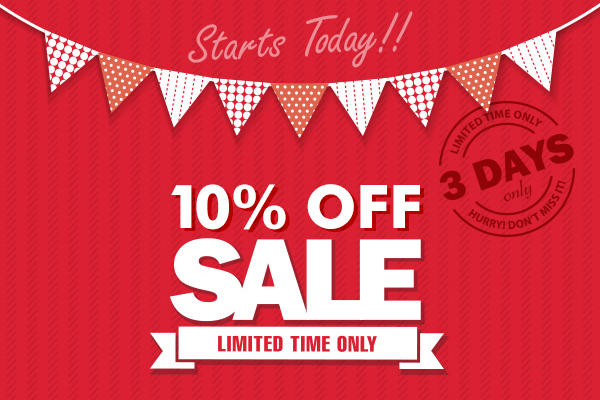 Starts Today!!
LIMITED TIME ONLY
3 DAYS
only
HURRY! DON'T MISS IT!
10% OFF
SALE
LIMITED TIME ONLY